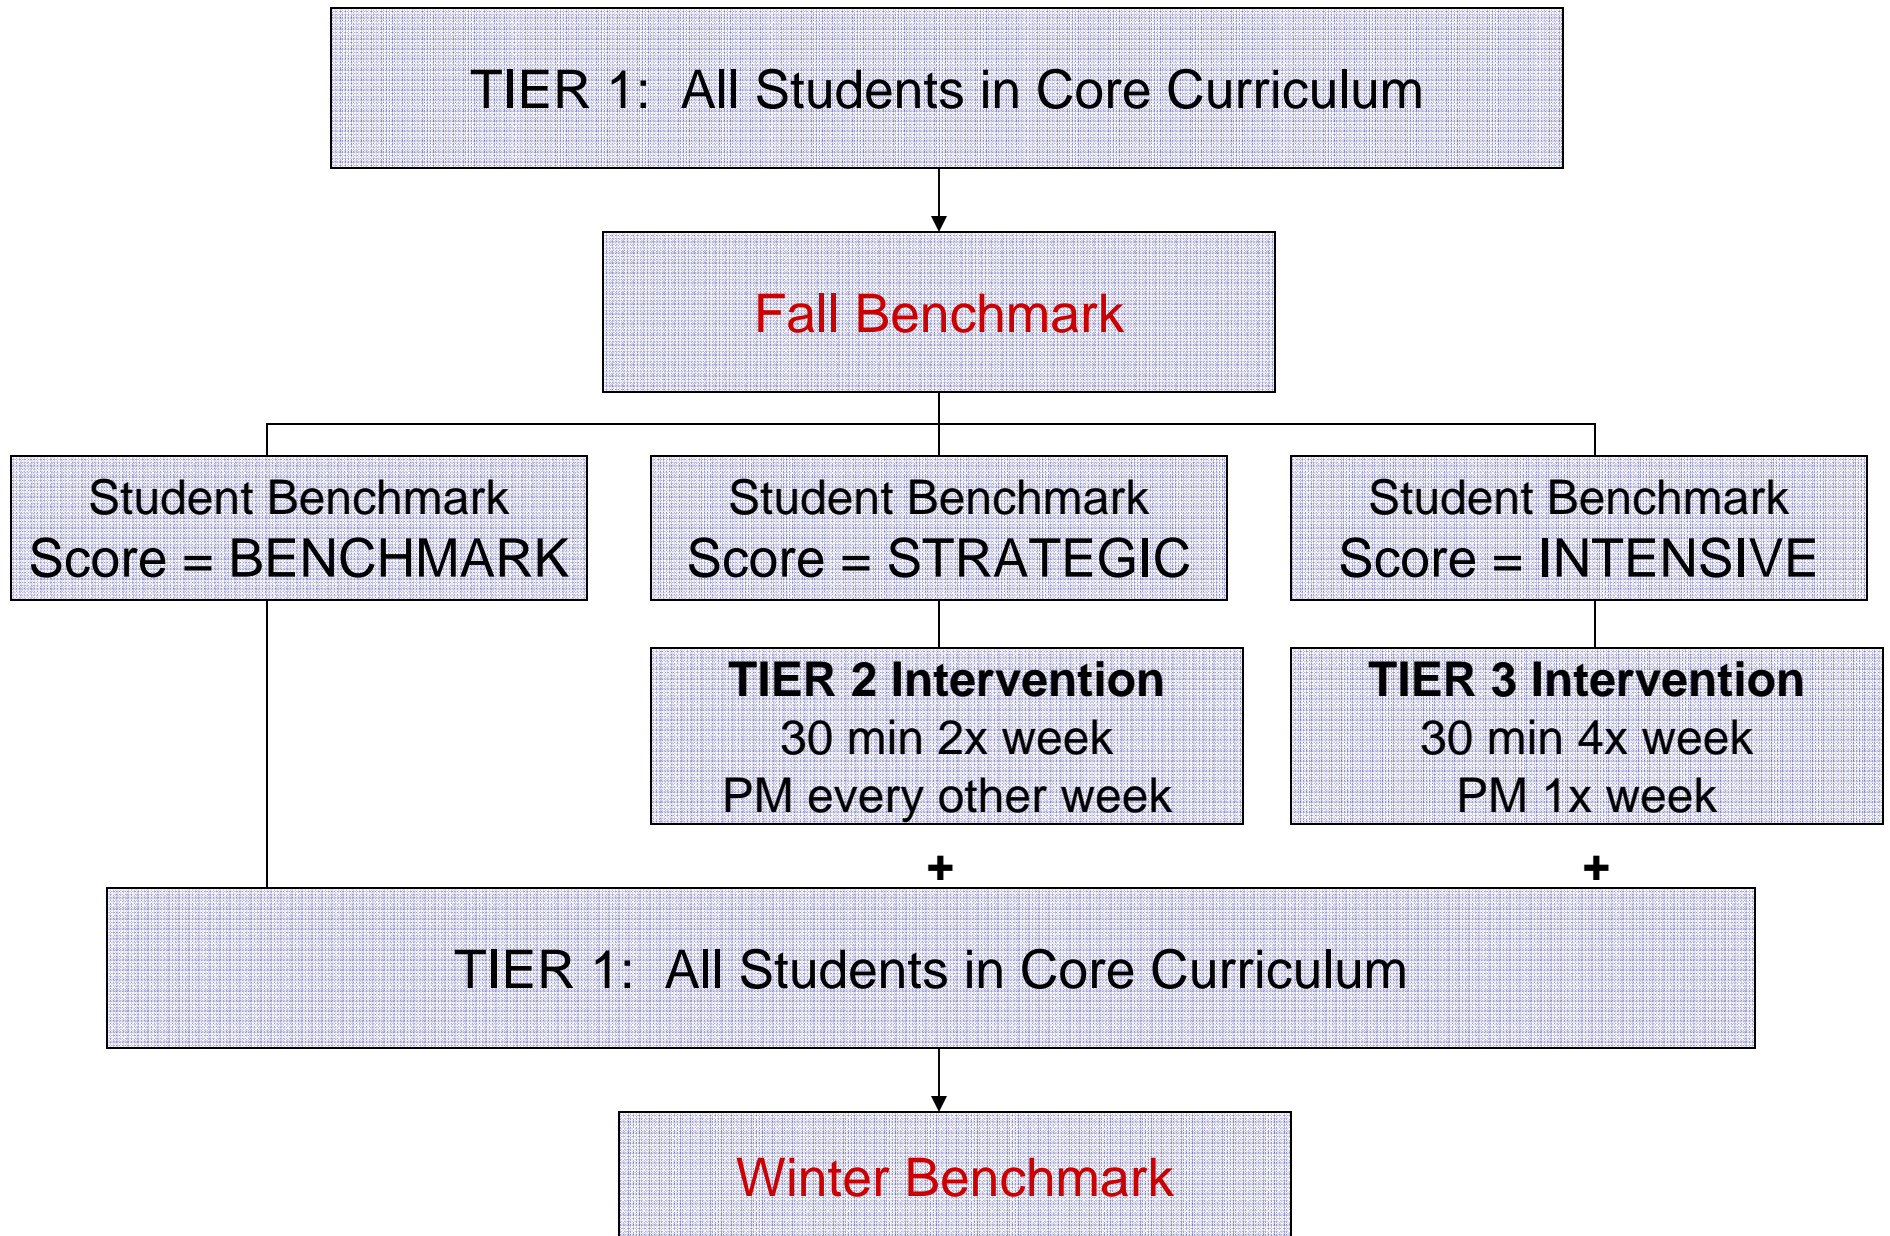 TIER 1: All Students in Core Curriculum
Fall Benchmark
Student Benchmark
Score = BENCHMARK
Student Benchmark
Score = STRATEGIC
Student Benchmark
Score = INTENSIVE
TIER 2 Intervention
30 min 2x week
PM every other week
TIER 3 Intervention
30 min 4x week
PM 1x week
+
+
TIER 1: All Students in Core Curriculum
Winter Benchmark